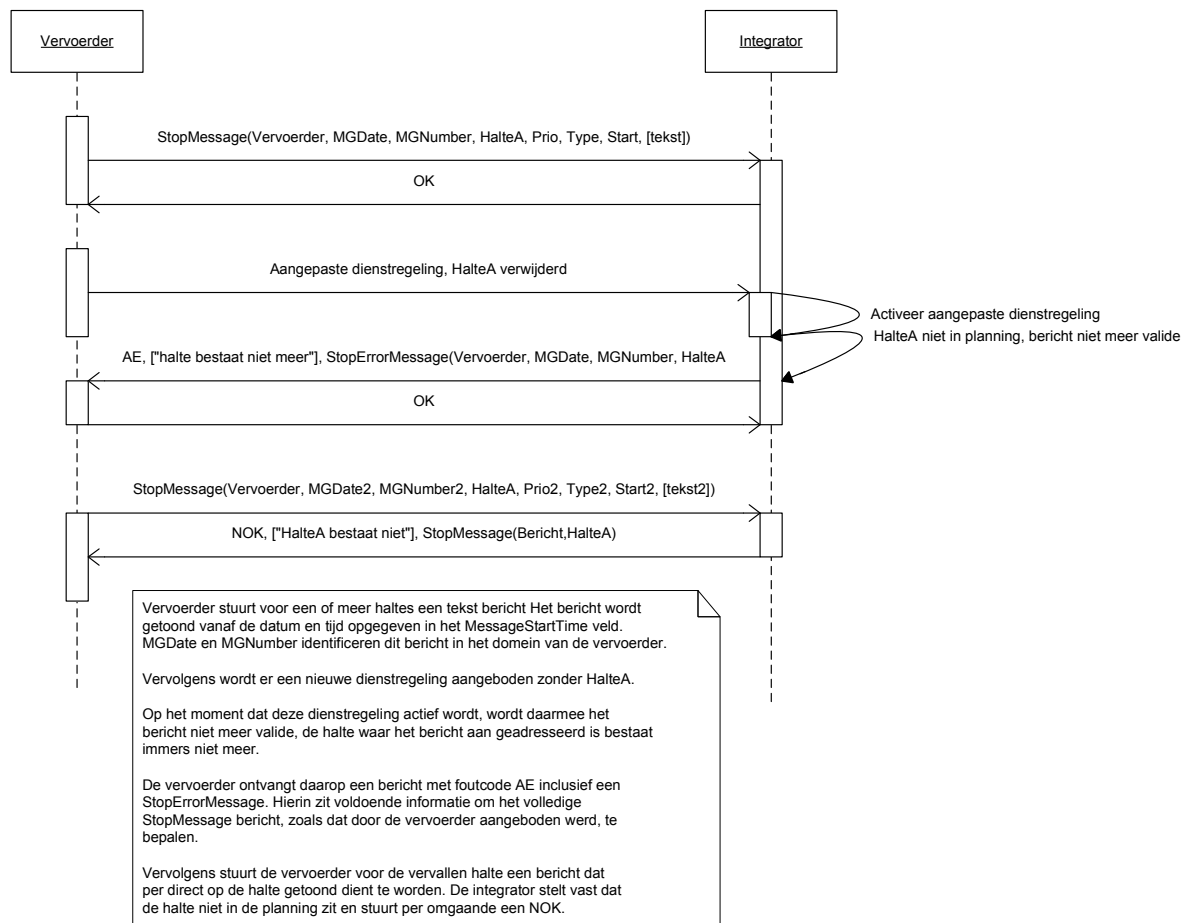 Vervoerder
Integrator
StopMessage(Vervoerder, MGDate, MGNumber, HalteA, Prio, Type, Start, [tekst])
OK
Aangepaste dienstregeling, HalteA verwijderd
Activeer aangepaste dienstregeling
HalteA niet in planning, bericht niet meer valide
AE, ["halte bestaat niet meer"], StopErrorMessage(Vervoerder, MGDate, MGNumber, HalteA
OK
StopMessage(Vervoerder, MGDate2, MGNumber2, HalteA, Prio2, Type2, Start2, [tekst2])
NOK, ["HalteA bestaat niet"], StopMessage(Bericht,HalteA)
Vervoerder stuurt voor een of meer haltes een tekst bericht Het bericht wordt
getoond vanaf de datum en tijd opgegeven in het MessageStartTime veld.
MGDate en MGNumber identificeren dit bericht in het domein van de vervoerder.
Vervolgens wordt er een nieuwe dienstregeling aangeboden zonder HalteA.
Op het moment dat deze dienstregeling actief wordt, wordt daarmee het
bericht niet meer valide, de halte waar het bericht aan geadresseerd is bestaat
immers niet meer.
De vervoerder ontvangt daarop een bericht met foutcode AE inclusief een
StopErrorMessage. Hierin zit voldoende informatie om het volledige
StopMessage bericht, zoals dat door de vervoerder aangeboden werd, te
bepalen.
Vervolgens stuurt de vervoerder voor de vervallen halte een bericht dat
per direct op de halte getoond dient te worden. De integrator stelt vast dat
de halte niet in de planning zit en stuurt per omgaande een NOK.